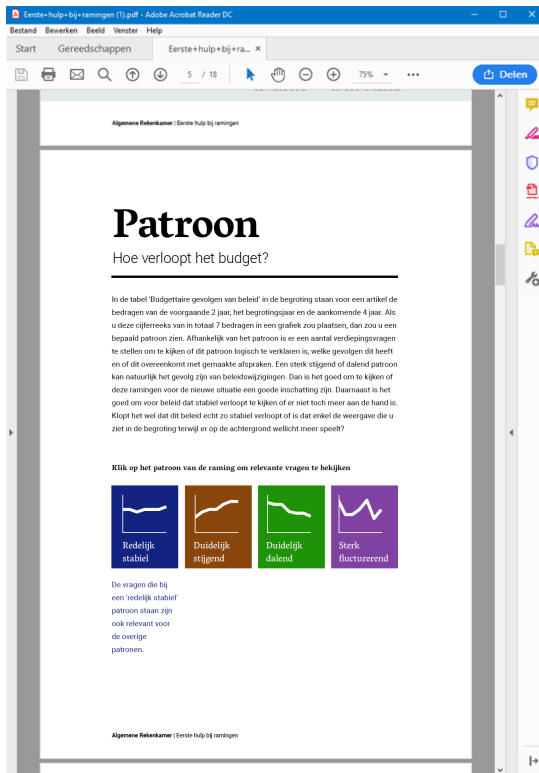 Eerste+hulp+bij+ramingen (1).pdf - Adobe Acrobat Reader DC
Bestand Bewerken Beeld Venster Help
Start Gereedschappen Eerste+hulp+bij+ra... ×
5 / 18 75% Delen
Algemene Rekenkamer | Eerste hulp bij ramingen
Patroon
Hoe verloopt het budget?
In de tabel 'Budgettaire gevolgen van beleid' in de begroting staan voor een artikel de
bedragen van de voorgaande 2 jaar, het begrotingsjaar en de aankomende 4 jaar. Als
u deze cijferreeks van in totaal 7 bedragen in een grafiek zou plaatsen, dan zou u een
bepaald patroon zien. Afhankelijk van het patroon is er een aantal verdiepingsvragen
te stellen om te kijken of dit patroon logisch te verklaren is, welke gevolgen dit heeft
en of dit overeenkomt met gemaakte afspraken. Een sterk stijgend of dalend patroon
kan natuurlijk het gevolg zijn van beleidswijzigingen. Dan is het goed om te kijken of
deze ramingen voor de nieuwe situatie een goede inschatting zijn. Daarnaast is het
goed om voor beleid dat stabiel verloopt te kijken of er niet toch meer aan de hand is.
Klopt het wel dat dit beleid echt zo stabiel verloopt of is dat enkel de weergave die u
ziet in de begroting terwijl er op de achtergrond wellicht meer speelt?
Klik op het patroon van de raming om relevante vragen te bekijken
Redelijk
stabiel
Duidelijk
stijgend
Duidelijk
dalend
Sterk
flucturerend
De vragen die bij
een 'redelijk stabiel'
patroon staan zijn
ook relevant voor
de overige
patronen.
Algemene Rekenkamer | Eerste hulp bij ramingen